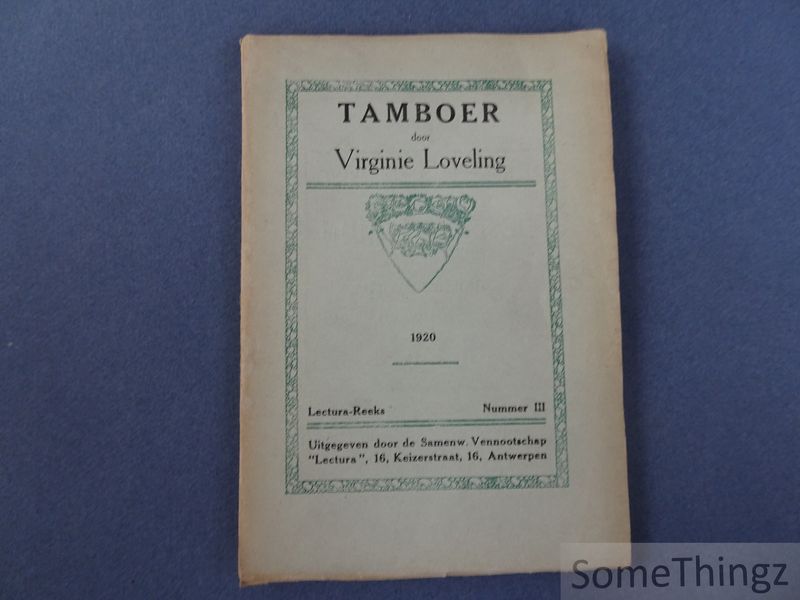 TAMBOER
door
Virginie Loveling
1920
Lectura-Reeks Nummer III
Uitgegeven door de Samenw. Vennootschap
"Lectura", 16, Keizerstraat, 16, Antwerpen
SomeThingz